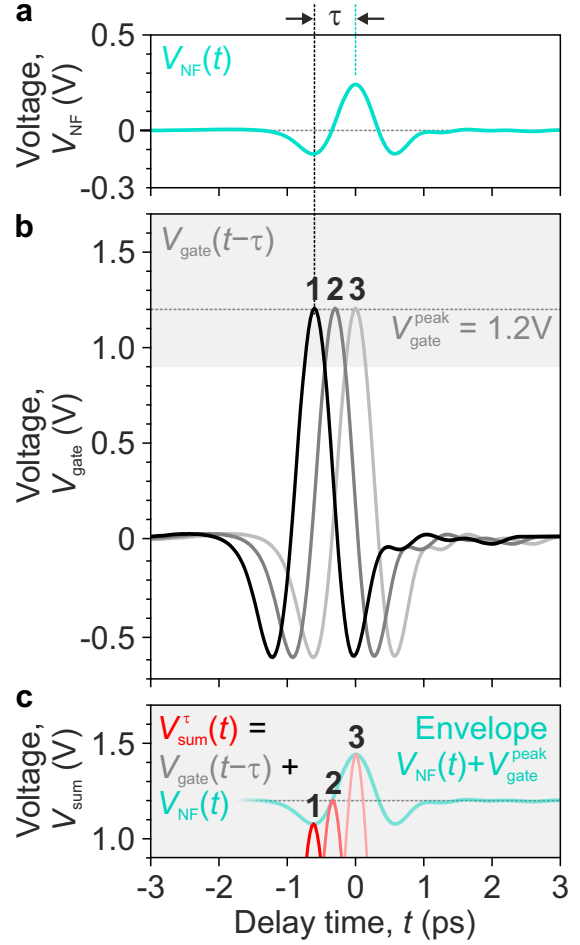 a
τ
Voltage,
V_NF (V)
V_NF(t)
0.5
0
-0.3
b
Voltage,
V_gate (V)
V_gate(t−τ)
1 2 3
V_gate^peak = 1.2V
1.5
1.0
0.5
0
-0.5
c
Voltage,
V_sum (V)
V_sum^τ(t) =
V_gate(t−τ) +
V_NF(t)
1
2
3
Envelope
V_NF(t)+V_gate^peak
1.5
1.0
-3 -2 -1 0 1 2 3
Delay time, t (ps)